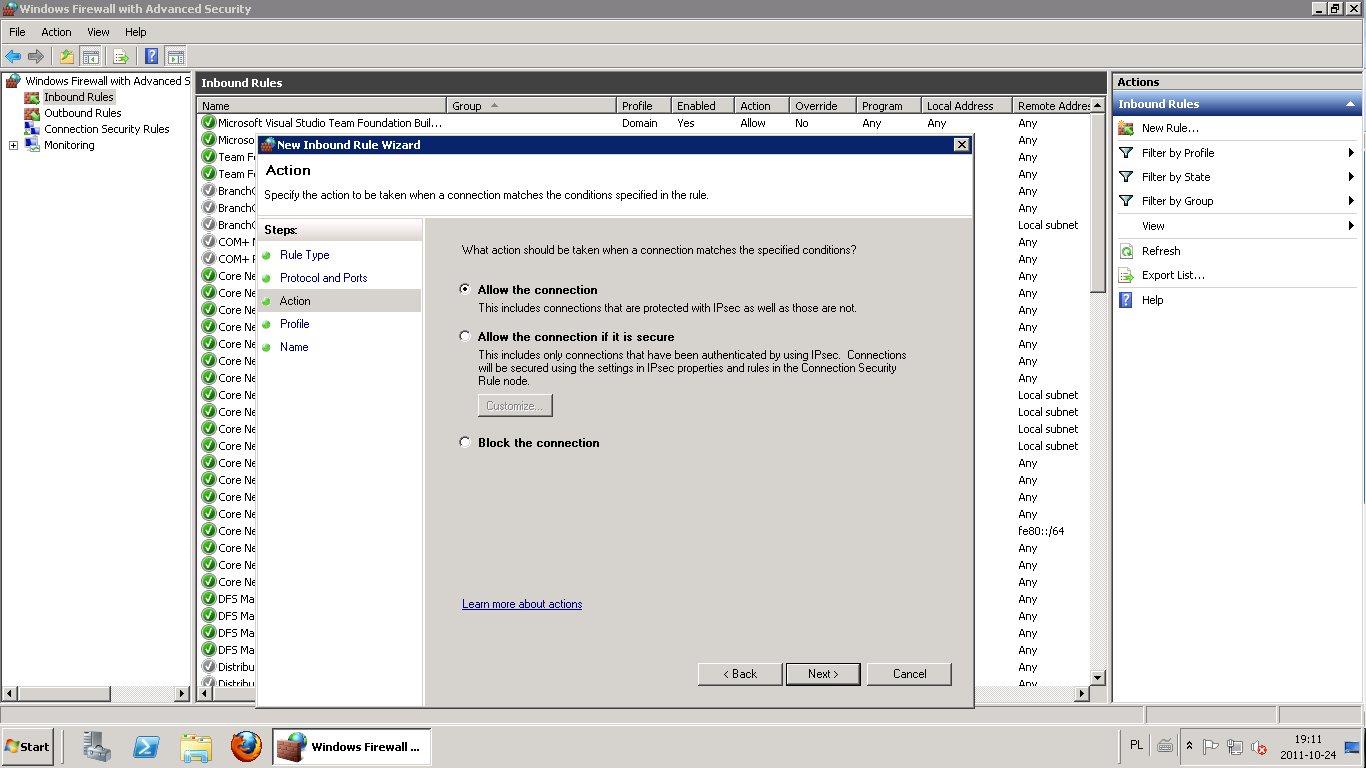 Windows Firewall with Advanced Security
File Action View Help
Windows Firewall with Advanced S
Inbound Rules
Outbound Rules
Connection Security Rules
Monitoring
Inbound Rules
Name Group Profile Enabled Action Override Program Local Address Remote Addres
Microsoft Visual Studio Team Foundation Buil... Domain Yes Allow No Any Any Any
Microso Any
Team Fo Any
Team Fo Any
BranchC Any
BranchC Any
BranchC Local subnet
COM+ N Any
COM+ R Any
Core Ne Any
Core Ne Any
Core Ne Any
Core Ne Any
Core Ne Any
Core Ne Any
Core Ne Any
Core Ne Local subnet
Core Ne Local subnet
Core Ne Local subnet
Core Ne Local subnet
Core Ne Any
Core Ne Any
Core Ne Any
Core Ne Any
Core Ne fe80::/64
Core Ne Any
Core Ne Any
Core Ne Any
DFS Ma Any
DFS Ma Any
DFS Ma Any
DFS Ma Any
Distribu Any
Distribu Any
New Inbound Rule Wizard
Action
Specify the action to be taken when a connection matches the conditions specified in the rule.
Steps:
Rule Type
Protocol and Ports
Action
Profile
Name
What action should be taken when a connection matches the specified conditions?
Allow the connection
This includes connections that are protected with IPsec as well as those are not.
Allow the connection if it is secure
This includes only connections that have been authenticated by using IPsec. Connections
will be secured using the settings in IPsec properties and rules in the Connection Security
Rule node.
Customize...
Block the connection
Learn more about actions
< Back Next > Cancel
Actions
Inbound Rules
New Rule...
Filter by Profile
Filter by State
Filter by Group
View
Refresh
Export List...
Help
Start
Windows Firewall ...
PL
19:11
2011-10-24